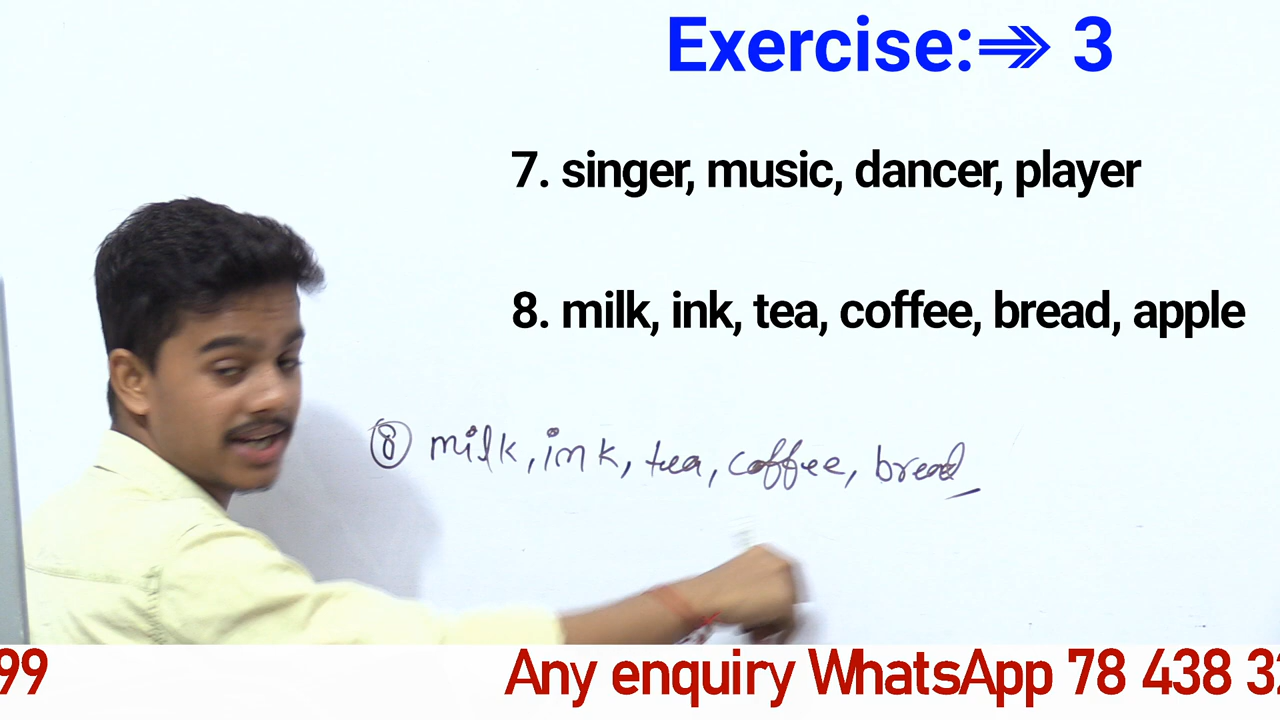 Exercise:⇒ 3
7. singer, music, dancer, player
8. milk, ink, tea, coffee, bread, apple
⑧ milk, ink, tea, coffee, bread
99 Any enquiry WhatsApp 78 438 32